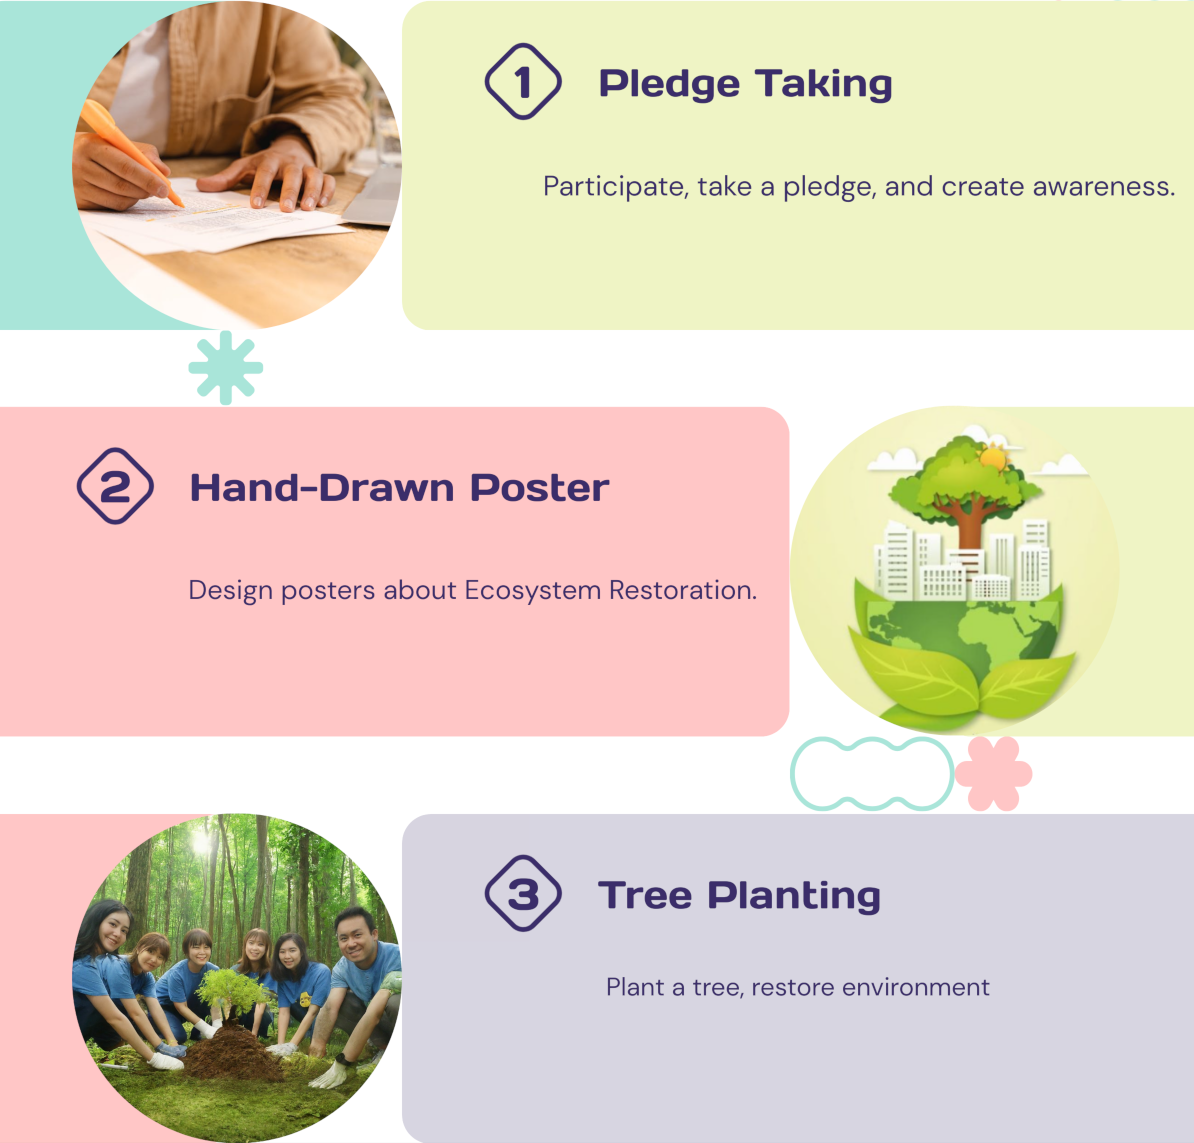 1 Pledge Taking
Participate, take a pledge, and create awareness.
2 Hand-Drawn Poster
Design posters about Ecosystem Restoration.
3 Tree Planting
Plant a tree, restore environment